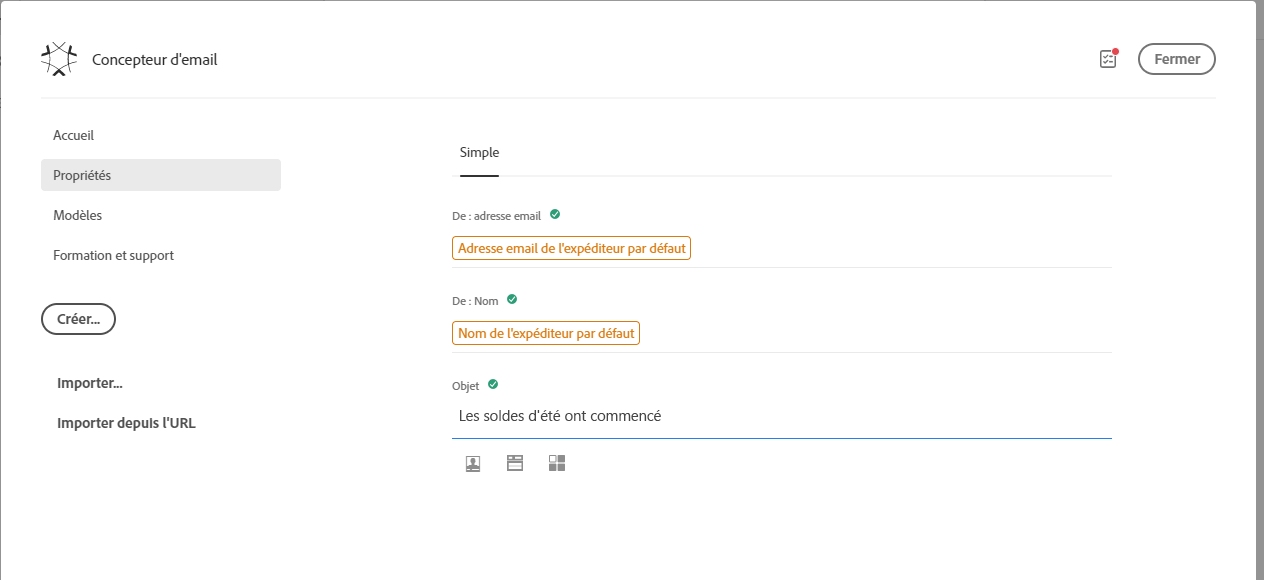 Concepteur d'email
Fermer
Accueil
Propriétés
Modèles
Formation et support
Créer...
Importer...
Importer depuis l'URL
Simple
De : adresse email
Adresse email de l'expéditeur par défaut
De : Nom
Nom de l'expéditeur par défaut
Objet
Les soldes d'été ont commencé